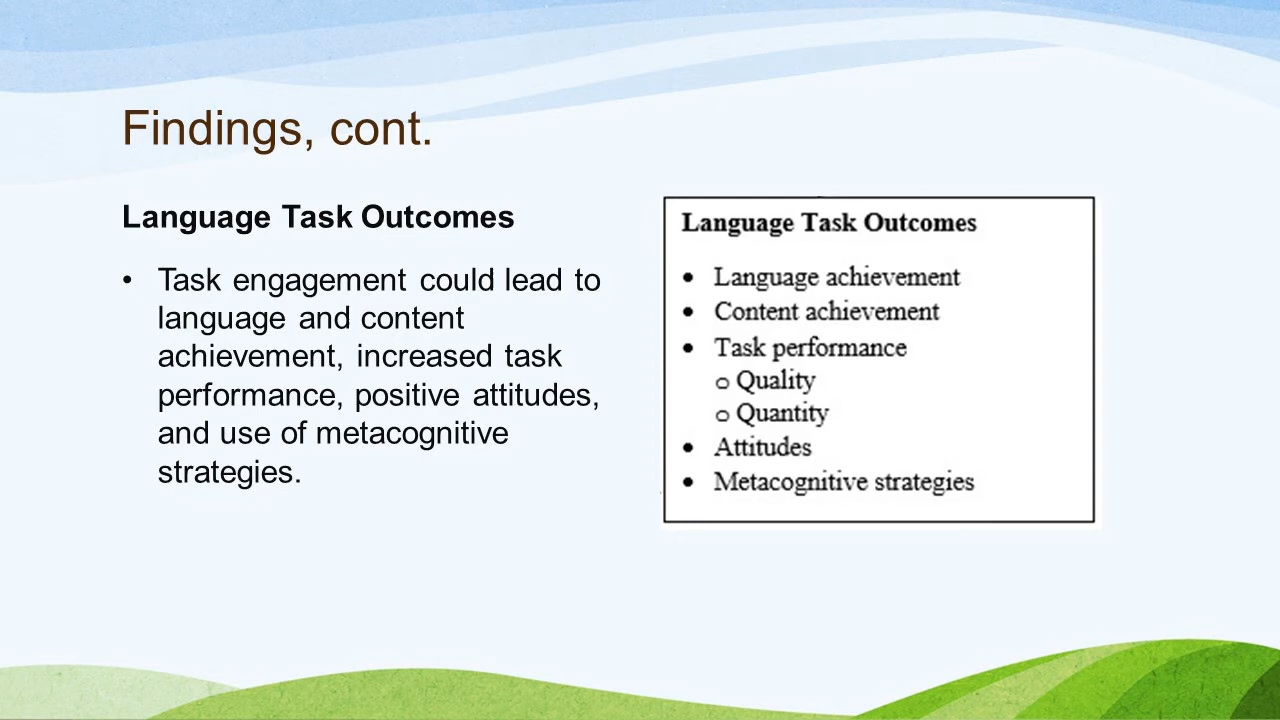 Findings, cont.
Language Task Outcomes
• Task engagement could lead to
language and content
achievement, increased task
performance, positive attitudes,
and use of metacognitive
strategies.
Language Task Outcomes
• Language achievement
• Content achievement
• Task performance
o Quality
o Quantity
• Attitudes
• Metacognitive strategies